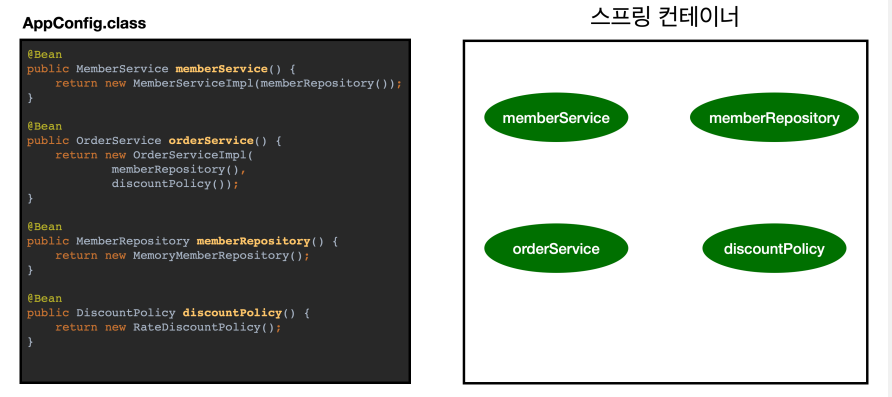 AppConfig.class
@Bean
public MemberService memberService() {
    return new MemberServiceImpl(memberRepository());
}
@Bean
public OrderService orderService() {
    return new OrderServiceImpl(
            memberRepository(),
            discountPolicy());
}
@Bean
public MemberRepository memberRepository() {
    return new MemoryMemberRepository();
}
@Bean
public DiscountPolicy discountPolicy() {
    return new RateDiscountPolicy();
}
스프링 컨테이너
memberService
memberRepository
orderService
discountPolicy